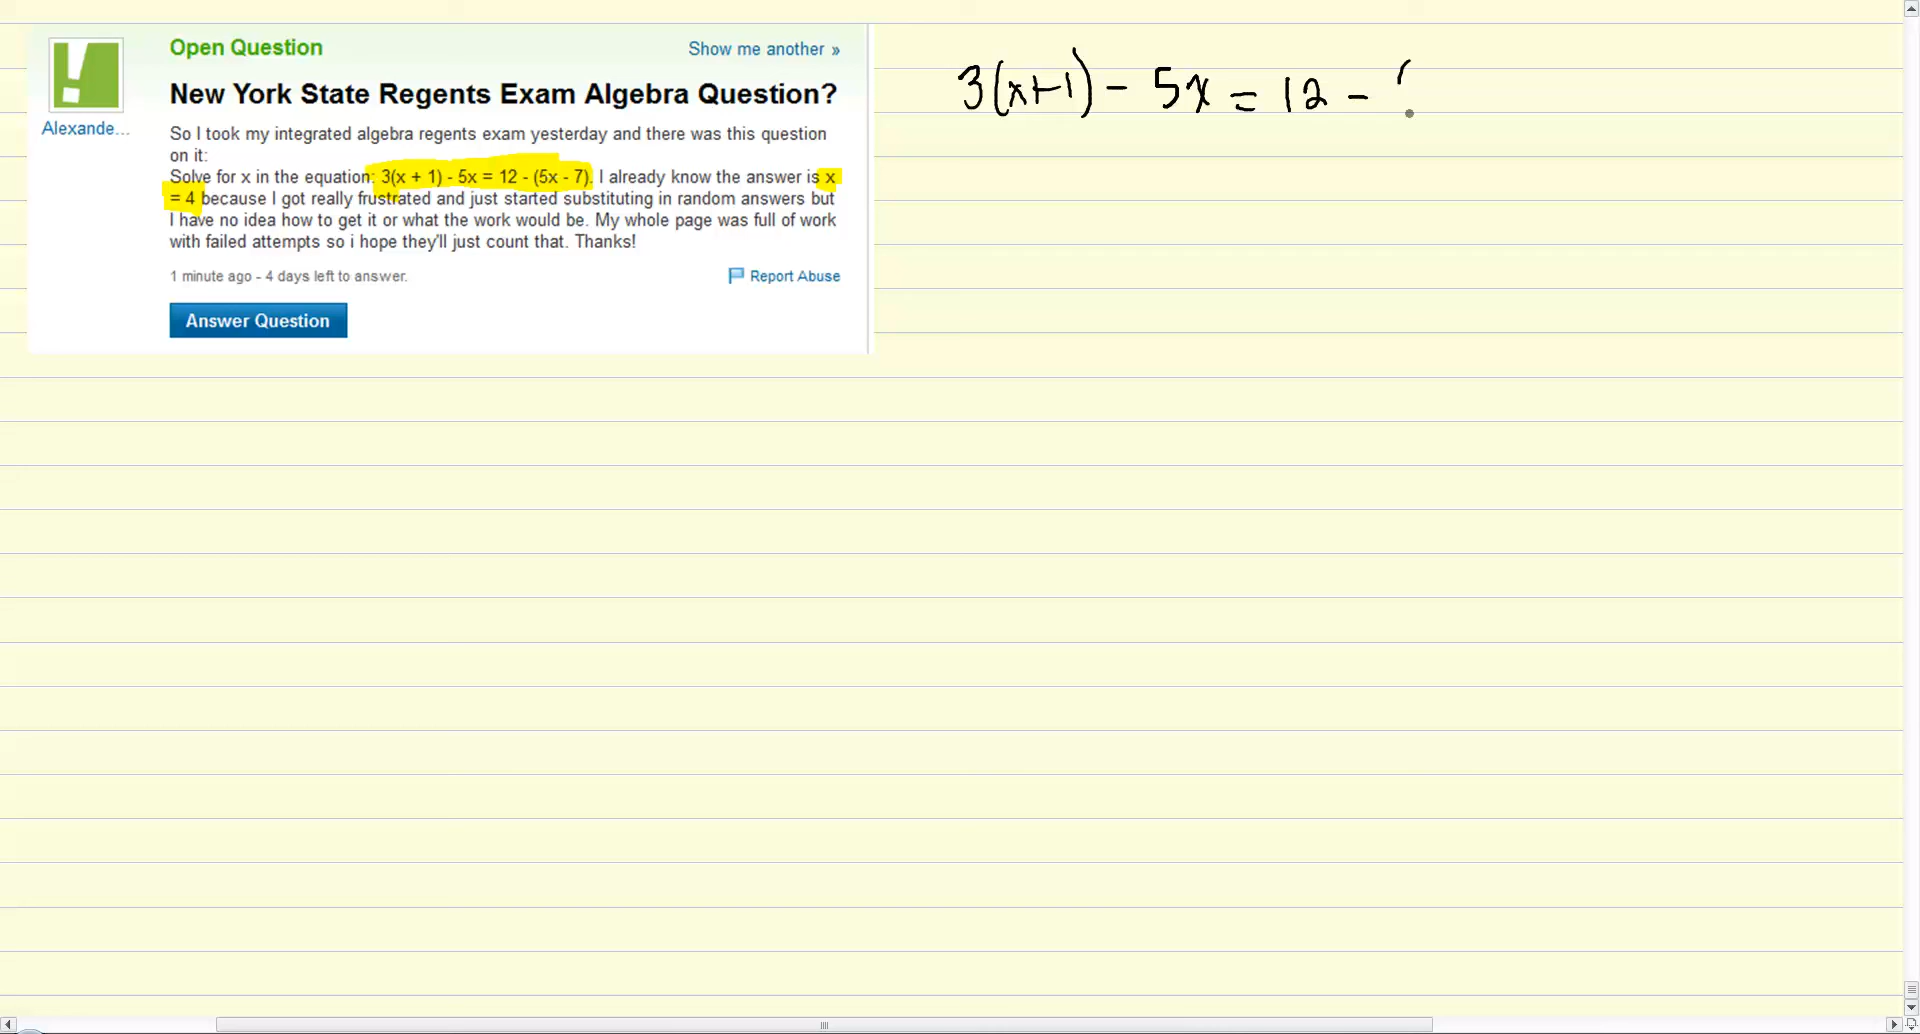 Open Question
Show me another »
New York State Regents Exam Algebra Question?
Alexande...
So I took my integrated algebra regents exam yesterday and there was this question
on it:
Solve for x in the equation: 3(x + 1) - 5x = 12 - (5x - 7). I already know the answer is x
= 4 because I got really frustrated and just started substituting in random answers but
I have no idea how to get it or what the work would be. My whole page was full of work
with failed attempts so i hope they'll just count that. Thanks!
1 minute ago - 4 days left to answer.
Report Abuse
Answer Question
3(x+1) - 5x = 12 - (